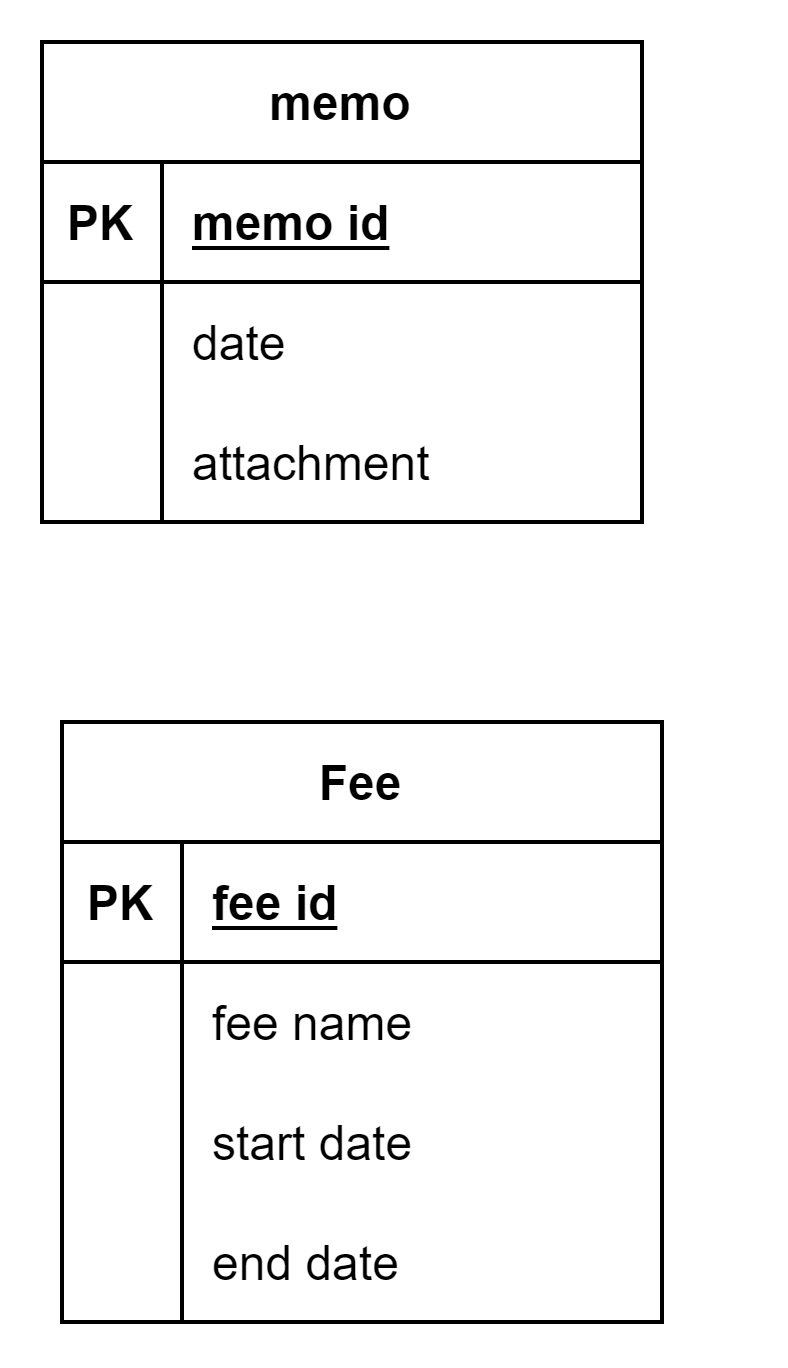 memo
PK memo id
date
attachment
Fee
PK fee id
fee name
start date
end date